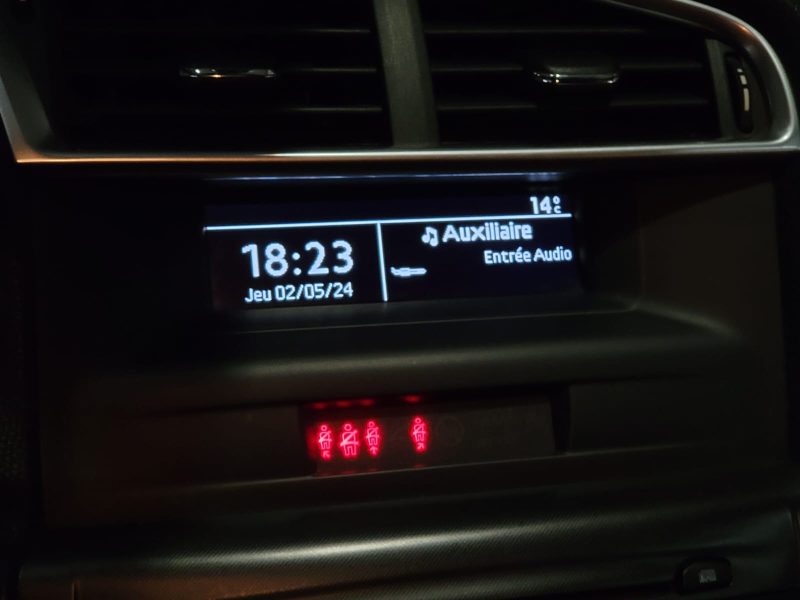 14°C
Auxiliaire
Entrée Audio
18:23
Jeu 02/05/24